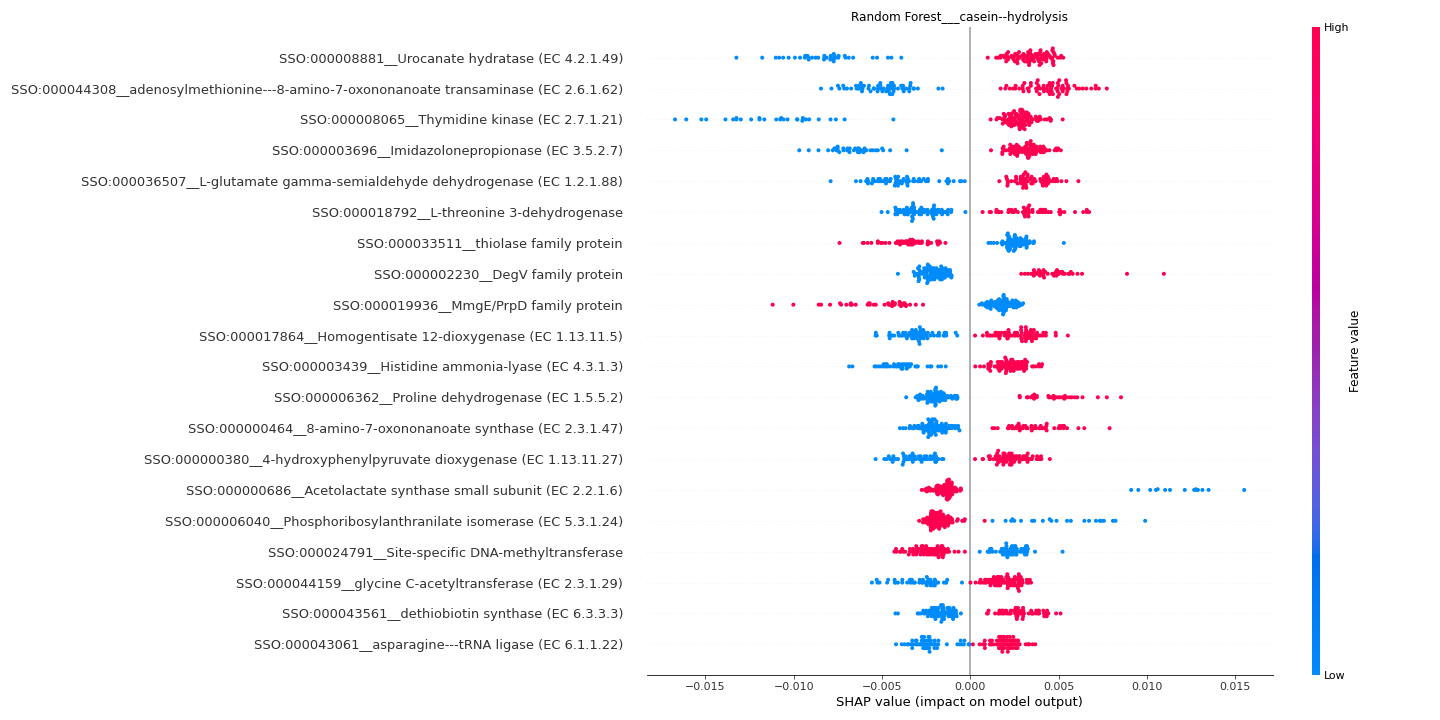 Random Forest___casein--hydrolysis
High
SSO:000008881__Urocanate hydratase (EC 4.2.1.49)
SSO:000044308__adenosylmethionine---8-amino-7-oxononanoate transaminase (EC 2.6.1.62)
SSO:000008065__Thymidine kinase (EC 2.7.1.21)
SSO:000003696__Imidazolonepropionase (EC 3.5.2.7)
SSO:000036507__L-glutamate gamma-semialdehyde dehydrogenase (EC 1.2.1.88)
SSO:000018792__L-threonine 3-dehydrogenase
SSO:000033511__thiolase family protein
SSO:000002230__DegV family protein
SSO:000019936__MmgE/PrpD family protein
SSO:000017864__Homogentisate 12-dioxygenase (EC 1.13.11.5)
SSO:000003439__Histidine ammonia-lyase (EC 4.3.1.3)
SSO:000006362__Proline dehydrogenase (EC 1.5.5.2)
SSO:000000464__8-amino-7-oxononanoate synthase (EC 2.3.1.47)
SSO:000000380__4-hydroxyphenylpyruvate dioxygenase (EC 1.13.11.27)
SSO:000000686__Acetolactate synthase small subunit (EC 2.2.1.6)
SSO:000006040__Phosphoribosylanthranilate isomerase (EC 5.3.1.24)
SSO:000024791__Site-specific DNA-methyltransferase
SSO:000044159__glycine C-acetyltransferase (EC 2.3.1.29)
SSO:000043561__dethiobiotin synthase (EC 6.3.3.3)
SSO:000043061__asparagine---tRNA ligase (EC 6.1.1.22)
Feature value
Low
−0.015 −0.010 −0.005 0.000 0.005 0.010 0.015
SHAP value (impact on model output)